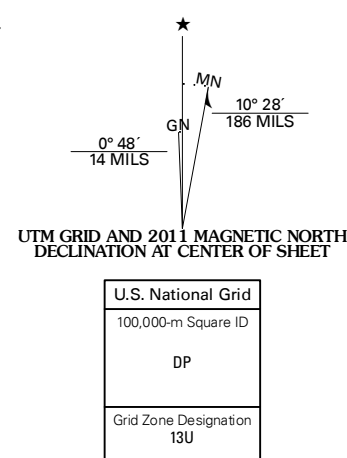 ★
MN
GN
10° 28´
186 MILS
0° 48´
14 MILS
UTM GRID AND 2011 MAGNETIC NORTH
DECLINATION AT CENTER OF SHEET
U.S. National Grid
100,000-m Square ID
DP
Grid Zone Designation
13U